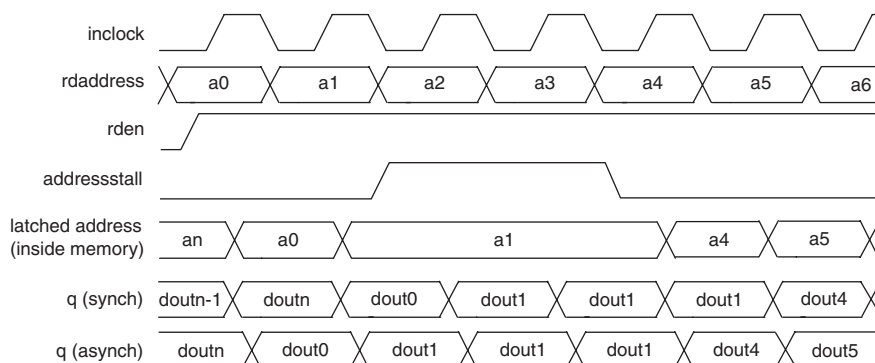 inclock
rdaddress a0 a1 a2 a3 a4 a5 a6
rden
addressstall
latched address
(inside memory) an a0 a1 a4 a5
q (synch) doutn-1 doutn dout0 dout1 dout1 dout1 dout4
q (asynch) doutn dout0 dout1 dout1 dout1 dout4 dout5